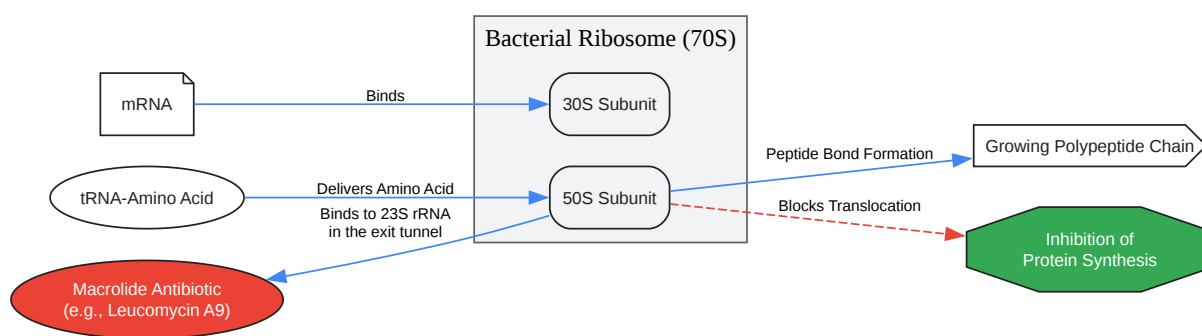 Bacterial Ribosome (70S)
mRNA
Binds
30S Subunit
tRNA-Amino Acid
Delivers Amino Acid
50S Subunit
Peptide Bond Formation
Growing Polypeptide Chain
Binds to 23S rRNA
in the exit tunnel
Blocks Translocation
Inhibition of
Protein Synthesis
Macrolide Antibiotic
(e.g., Leucomycin A9)